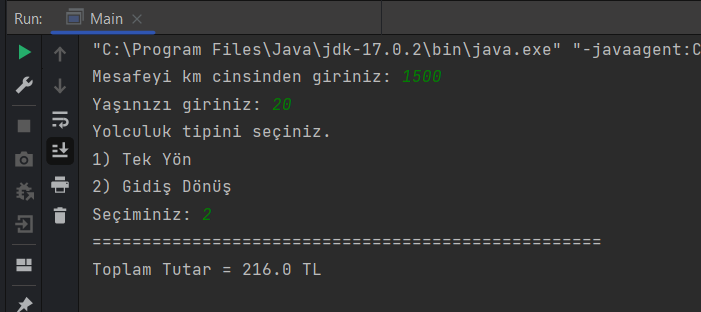 Run: Main
"C:\Program Files\Java\jdk-17.0.2\bin\java.exe" "-javaagent:C
Mesafeyi km cinsinden giriniz: 1500
Yaşınızı giriniz: 20
Yolculuk tipini seçiniz.
1) Tek Yön
2) Gidiş Dönüş
Seçiminiz: 2
===================================================
Toplam Tutar = 216.0 TL